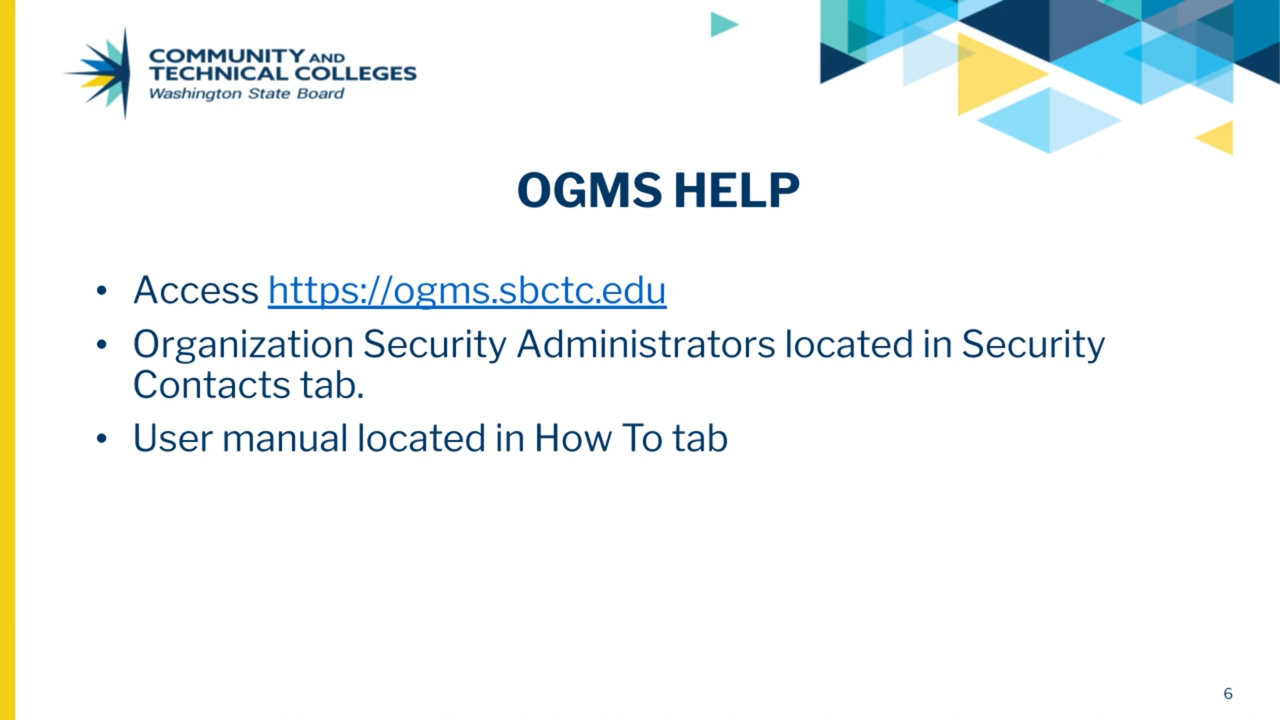 COMMUNITY AND
TECHNICAL COLLEGES
Washington State Board
OGMS HELP
• Access https://ogms.sbctc.edu
• Organization Security Administrators located in Security
Contacts tab.
• User manual located in How To tab
6